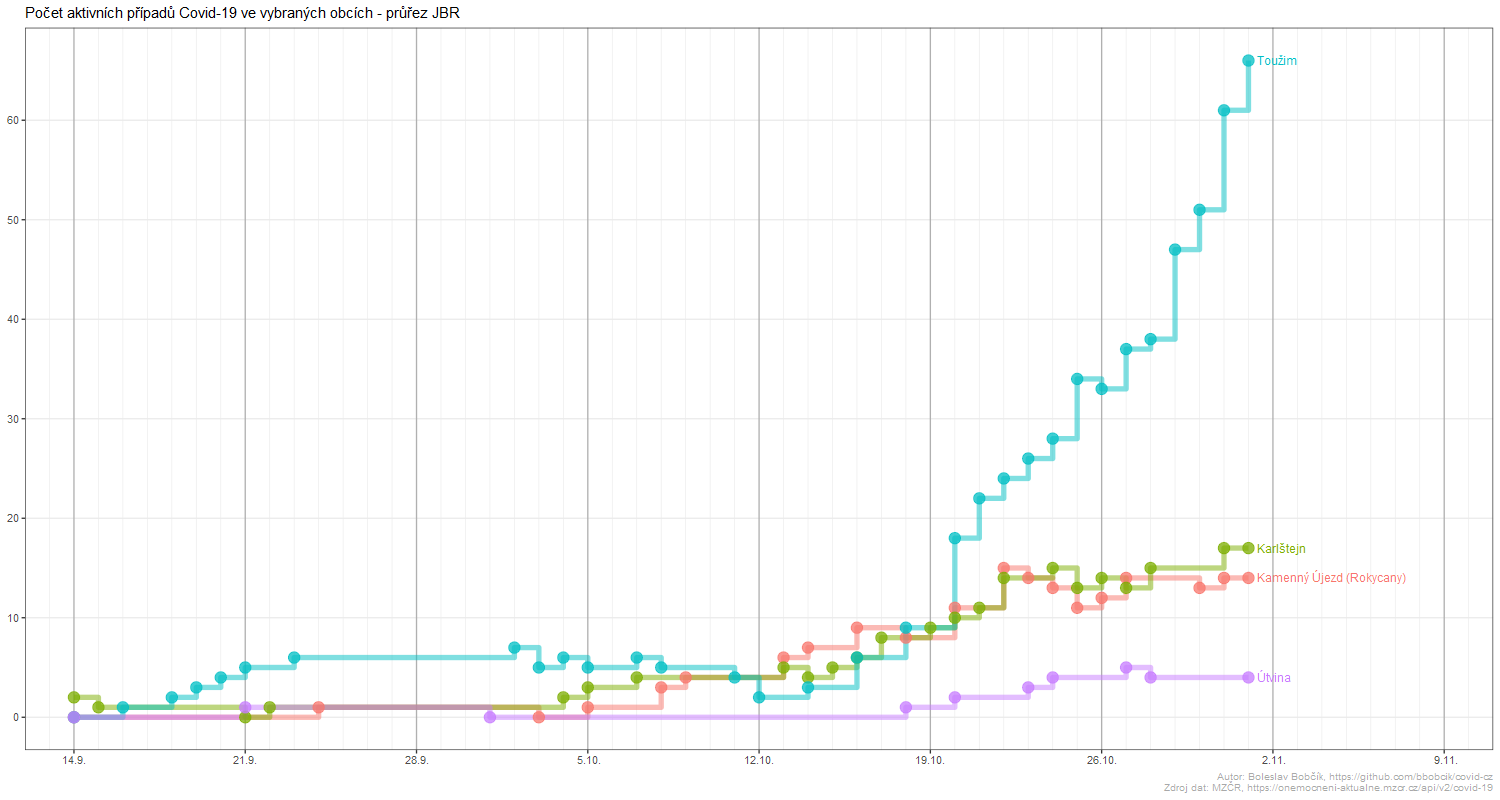 Počet aktivních případů Covid-19 ve vybraných obcích - průřez JBR
Toužim
60
50
40
30
20
Karlštejn
Kamenný Újezd (Rokycany)
10
Útvina
0
14.9.
21.9.
28.9.
5.10.
12.10.
19.10.
26.10.
2.11.
9.11.
Autor: Boleslav Bobčík, https://github.com/bbobcik/covid-cz
Zdroj dat: MZČR, https://onemocneni-aktualne.mzcr.cz/api/v2/covid-19